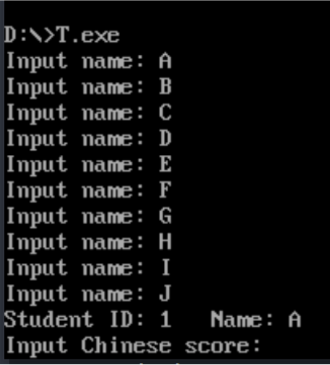 D:\>T.exe
Input name: A
Input name: B
Input name: C
Input name: D
Input name: E
Input name: F
Input name: G
Input name: H
Input name: I
Input name: J
Student ID: 1   Name: A
Input Chinese score: